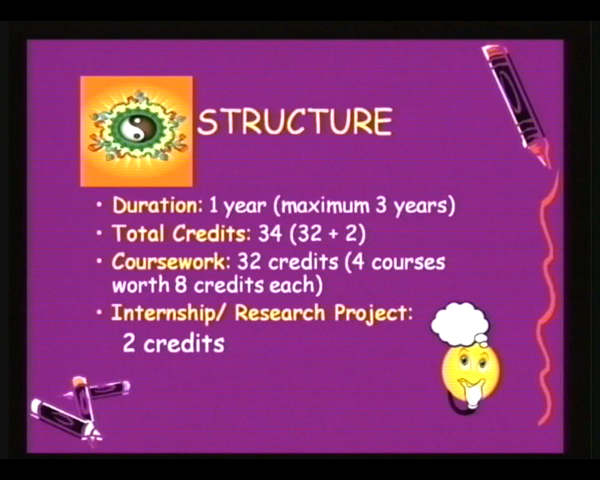 STRUCTURE
• Duration: 1 year (maximum 3 years)
• Total Credits: 34 (32 + 2)
• Coursework: 32 credits (4 courses
worth 8 credits each)
• Internship/ Research Project:
2 credits